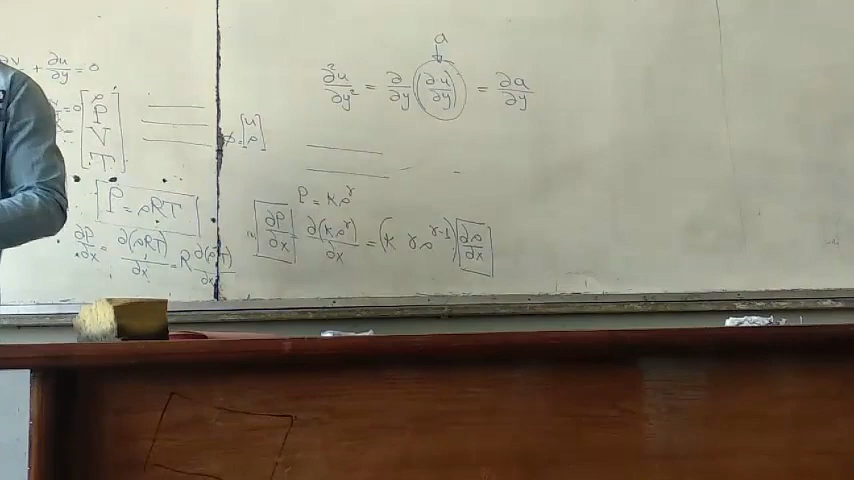 ∂u/∂y = 0
[ρ P V T]
P = ρRT
∂P/∂x = ∂(ρRT)/∂x = R ∂(ρT)/∂x
a
∂²u/∂y² = ∂/∂y (∂u/∂y) = ∂a/∂y
φ = [u ρ]
P = kρ^γ
∂P/∂x = ∂(kρ^γ)/∂x = (k γ ρ^γ-1) ∂ρ/∂x